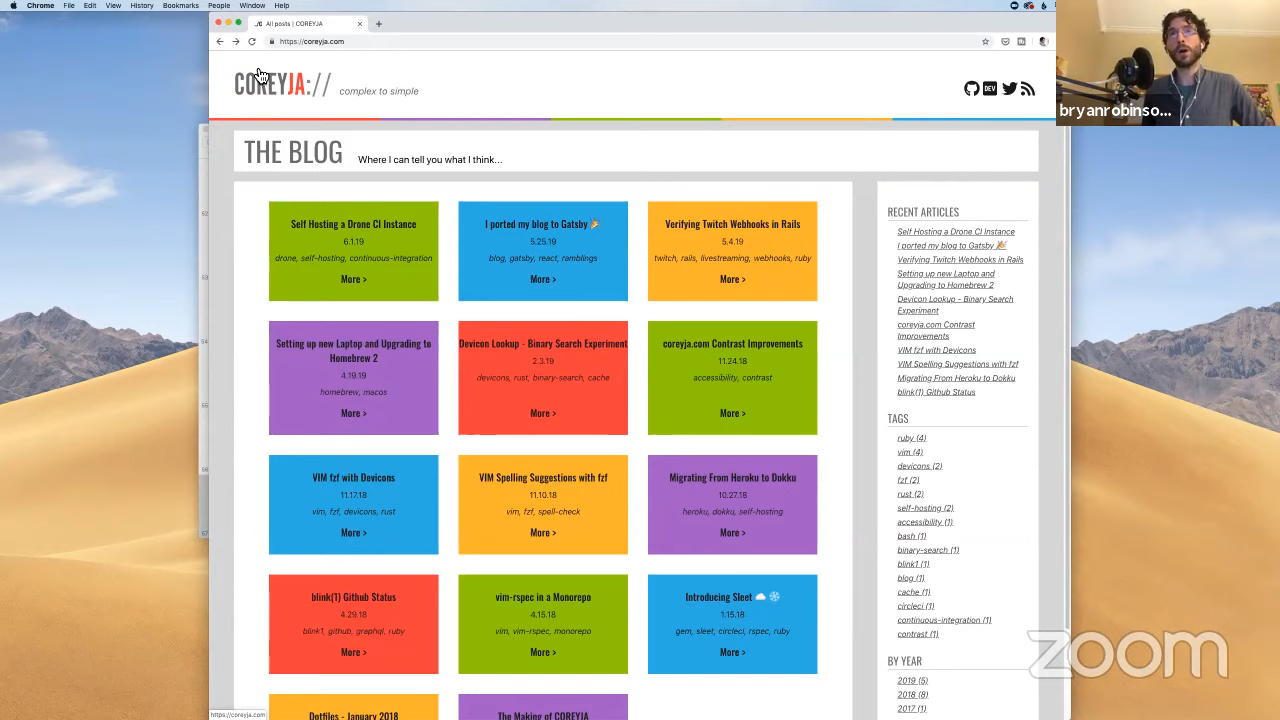 Chrome File Edit View History Bookmarks People Window Help
All posts | COREYJA
https://coreyja.com
COREYJA://
complex to simple
DEV
bryanrobinso...
THE BLOG
Where I can tell you what I think...
Self Hosting a Drone CI Instance
6.1.19
drone, self-hosting, continuous-integration
More >
I ported my blog to Gatsby 🎉
5.25.19
blog, gatsby, react, ramblings
More >
Verifying Twitch Webhooks in Rails
5.4.19
twitch, rails, livestreaming, webhooks, ruby
More >
Setting up new Laptop and Upgrading to
Homebrew 2
4.19.19
homebrew, macos
More >
Devicon Lookup - Binary Search Experiment
2.3.19
devicons, rust, binary-search, cache
More >
coreyja.com Contrast Improvements
11.24.18
accessibility, contrast
More >
VIM fzf with Devicons
11.17.18
vim, fzf, devicons, rust
More >
VIM Spelling Suggestions with fzf
11.10.18
vim, fzf, spell-check
More >
Migrating From Heroku to Dokku
10.27.18
heroku, dokku, self-hosting
More >
blink(1) Github Status
4.29.18
blink1, github, graphql, ruby
More >
vim-rspec in a Monorepo
4.15.18
vim, vim-rspec, monorepo
More >
Introducing Sleet ☁️ ❄️
1.15.18
gem, sleet, circleci, rspec, ruby
More >
Dotfiles - January 2018
The Making of COREYJA
RECENT ARTICLES
Self Hosting a Drone CI Instance
I ported my blog to Gatsby 🎉
Verifying Twitch Webhooks in Rails
Setting up new Laptop and
Upgrading to Homebrew 2
Devicon Lookup - Binary Search
Experiment
coreyja.com Contrast
Improvements
VIM fzf with Devicons
VIM Spelling Suggestions with fzf
Migrating From Heroku to Dokku
blink(1) Github Status
TAGS
ruby (4)
vim (4)
devicons (2)
fzf (2)
rust (2)
self-hosting (2)
accessibility (1)
bash (1)
binary-search (1)
blink1 (1)
blog (1)
cache (1)
circleci (1)
continuous-integration (1)
contrast (1)
BY YEAR
2019 (5)
2018 (8)
2017 (1)
zoom
https://coreyja.com